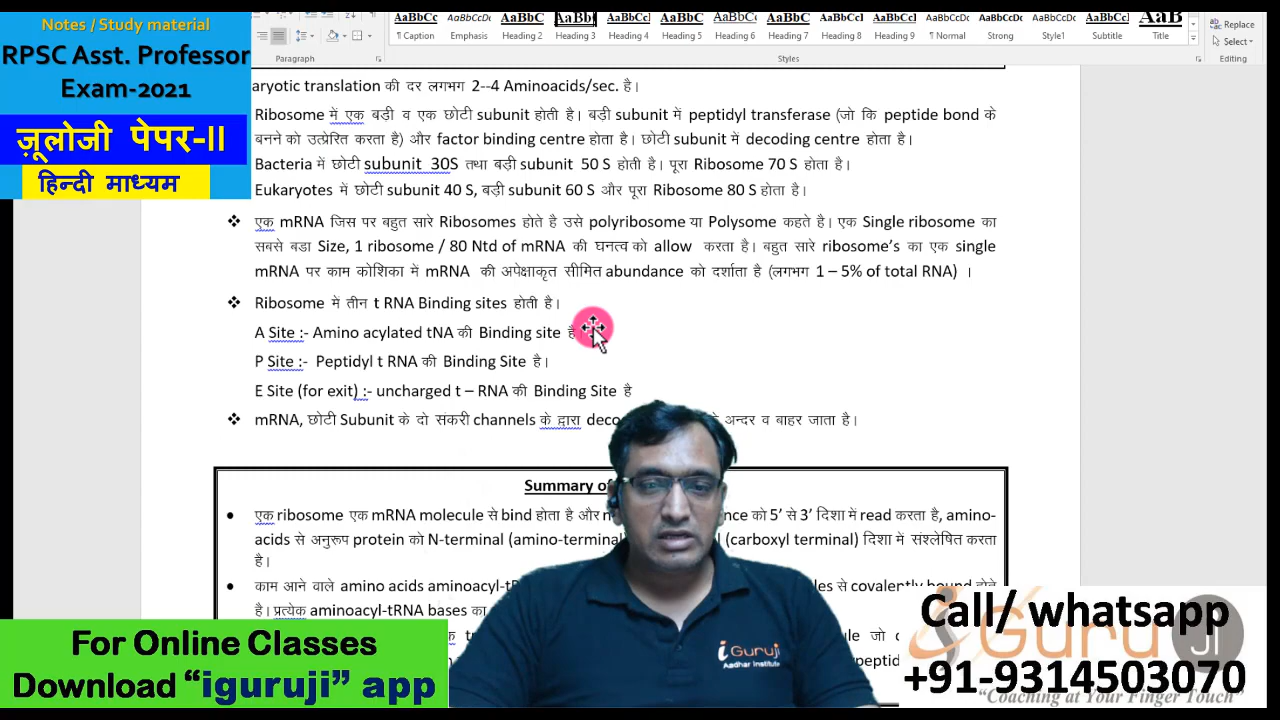 Notes / Study material
RPSC Asst. Professor
Exam-2021
ज़ूलोजी पेपर-II
हिन्दी माध्यम
AaBbCc AaBbCcDc AaBbCc AaBb( AaBbCcC AaBbC AaBbCcI AaBbC AaBbCc AaBbCcI AaBbCcDc AaBbCcDc AaBbCcDc AaBbCcI AaB
¶ Caption Emphasis Heading 2 Heading 3 Heading 4 Heading 5 Heading 6 Heading 7 Heading 8 Heading 9 ¶ Normal Strong Style1 Subtitle Title
Replace
Select
Paragraph Styles Editing
aryotic translation की दर लगभग 2--4 Aminoacids/sec. है।
Ribosome में एक बड़ी व एक छोटी subunit होती है। बड़ी subunit में peptidyl transferase (जो कि peptide bond के
बनने को उत्प्रेरित करता है) और factor binding centre होता है। छोटी subunit में decoding centre होता है।
Bacteria में छोटी subunit 30S तथा बड़ी subunit 50 S होती है। पूरा Ribosome 70 S होता है।
Eukaryotes में छोटी subunit 40 S, बड़ी subunit 60 S और पूरा Ribosome 80 S होता है।
❖ एक mRNA जिस पर बहुत सारे Ribosomes होते है उसे polyribosome या Polysome कहते है। एक Single ribosome का
सबसे बडा Size, 1 ribosome / 80 Ntd of mRNA की घनत्व को allow करता है। बहुत सारे ribosome's का एक single
mRNA पर काम कोशिका में mRNA की अपेक्षाकृत सीमित abundance को दर्शाता है (लगभग 1 – 5% of total RNA) ।
❖ Ribosome मे तीन t RNA Binding sites होती है।
A Site :- Amino acylated tNA की Binding site है
P Site :- Peptidyl t RNA की Binding Site है।
E Site (for exit) :- uncharged t – RNA की Binding Site है
❖ mRNA, छोटी Subunit के दो संकरी channels के द्वारा deco अन्दर व बाहर जाता है।
Summary of
• एक ribosome एक mRNA molecule से bind होता है और ence को 5' से 3' दिशा में read करता है, amino-
acids से अनुरूप protein को N-terminal (amino-terminal (carboxyl terminal) दिशा में संश्लेषित करता
है।
• काम आने वाले amino acids aminoacyl-t से covalently bound होते
है। प्रत्येक aminoacyl-tRNA bases का
iGuruji
Aadhar Institute
For Online Classes
Download "iguruji" app
Call/ whatsapp
+91-9314503070
Guru JI
"Coaching at Your Finger Touch"